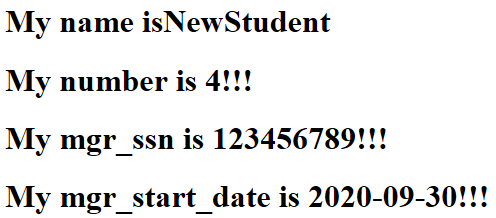 My name isNewStudent
My number is 4!!!
My mgr_ssn is 123456789!!!
My mgr_start_date is 2020-09-30!!!